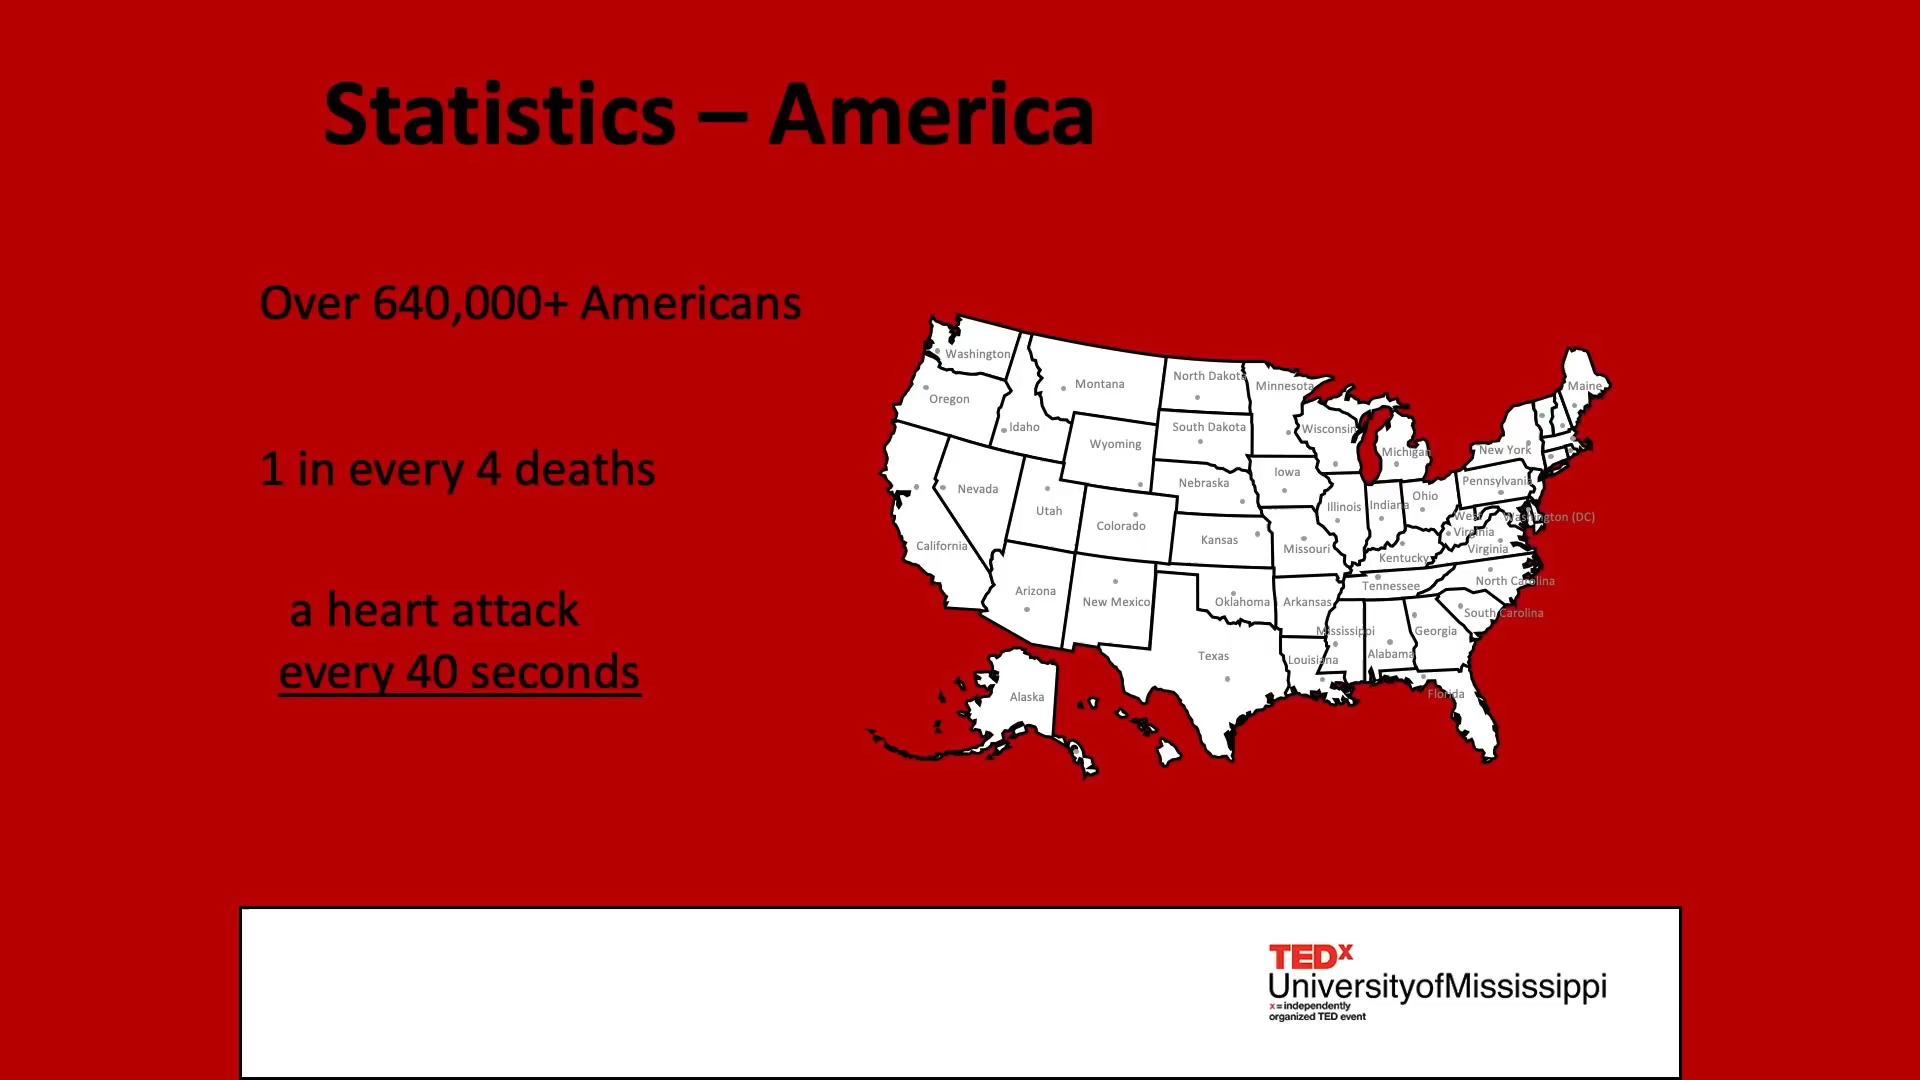 Statistics – America
Over 640,000+ Americans
1 in every 4 deaths
a heart attack
every 40 seconds
Washington
Oregon
Idaho
Montana
North Dakota
Minnesota
Wisconsin
Michigan
Maine
New York
Wyoming
South Dakota
Iowa
Nebraska
Pennsylvania
Nevada
Utah
Colorado
Kansas
Missouri
Illinois
Indiana
Ohio
West
Virginia
Washington (DC)
Virginia
Kentucky
California
Arizona
New Mexico
Oklahoma
Arkansas
Tennessee
North Carolina
South Carolina
Mississippi
Alabama
Georgia
Texas
Louisiana
Florida
Alaska
TEDx
UniversityofMississippi
x = independently
organized TED event